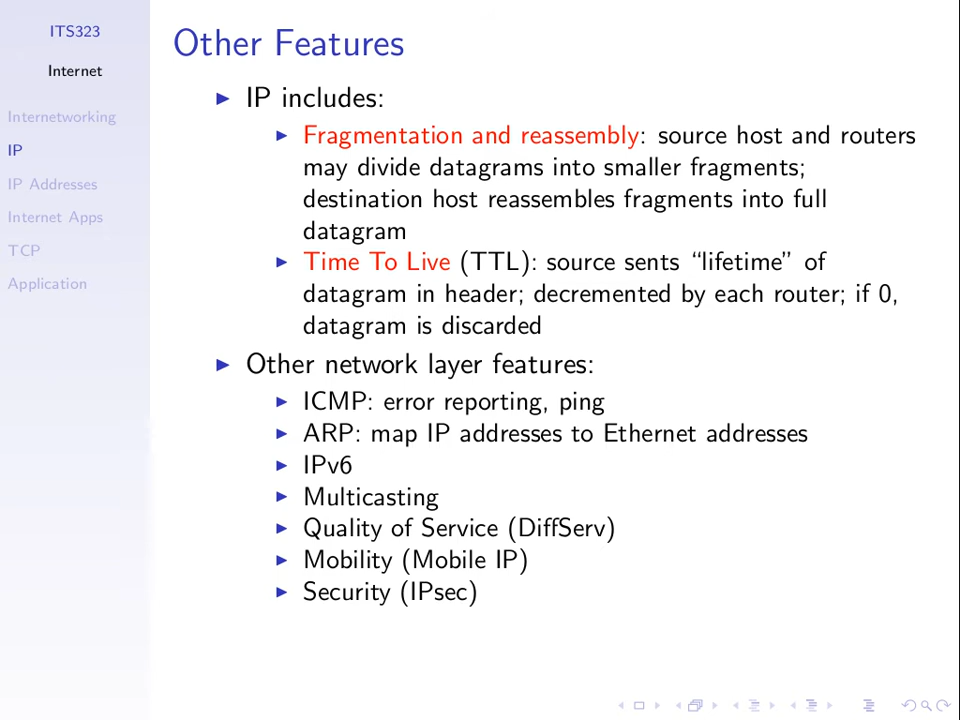 ITS323
Internet
Internetworking
IP
IP Addresses
Internet Apps
TCP
Application
Other Features
IP includes:
Fragmentation and reassembly: source host and routers
may divide datagrams into smaller fragments;
destination host reassembles fragments into full
datagram
Time To Live (TTL): source sents “lifetime” of
datagram in header; decremented by each router; if 0,
datagram is discarded
Other network layer features:
ICMP: error reporting, ping
ARP: map IP addresses to Ethernet addresses
IPv6
Multicasting
Quality of Service (DiffServ)
Mobility (Mobile IP)
Security (IPsec)